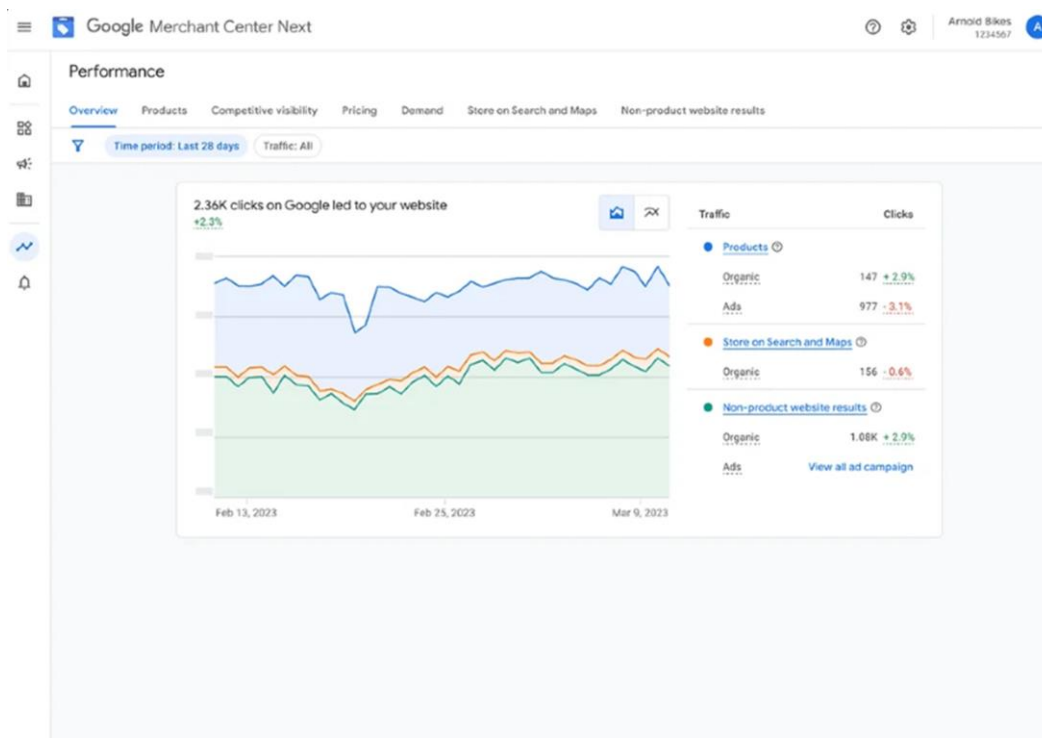 Google Merchant Center Next
Arnold Bikes
1234567
A
Performance
Overview Products Competitive visibility Pricing Demand Store on Search and Maps Non-product website results
Time period: Last 28 days Traffic: All
2.36K clicks on Google led to your website
+2.3%
Traffic Clicks
Products
Organic 147 +2.9%
Ads 977 -3.1%
Store on Search and Maps
Organic 156 -0.6%
Non-product website results
Organic 1.08K +2.9%
Ads View all ad campaign
Feb 13, 2023 Feb 25, 2023 Mar 9, 2023